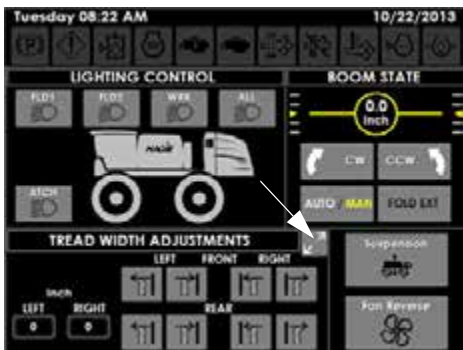 Tuesday 08:22 AM 10/22/2013
(P)
LIGHTING CONTROL
FLD1 FLD2 WRK ALL
HAGIE
ATCH
BOOM STATE
0.0
Inch
CW CCW
AUTO / MAN FOLD EXT
TREAD WIDTH ADJUSTMENTS
LEFT FRONT RIGHT
Inch
LEFT RIGHT
REAR
0 0
Suspension
Fan Reverse